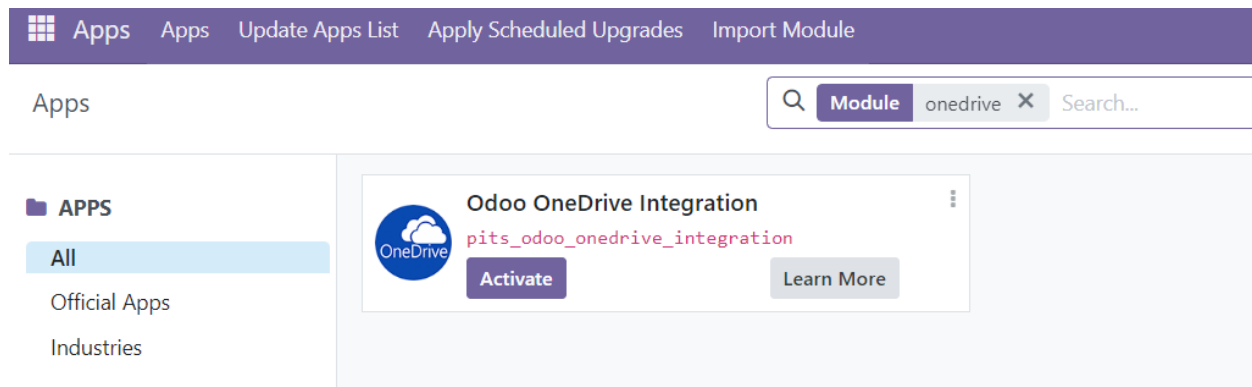 Apps Apps Update Apps List Apply Scheduled Upgrades Import Module
Apps
Module onedrive ✕ Search...
APPS
All
Official Apps
Industries
OneDrive
Odoo OneDrive Integration
pits_odoo_onedrive_integration
Activate Learn More